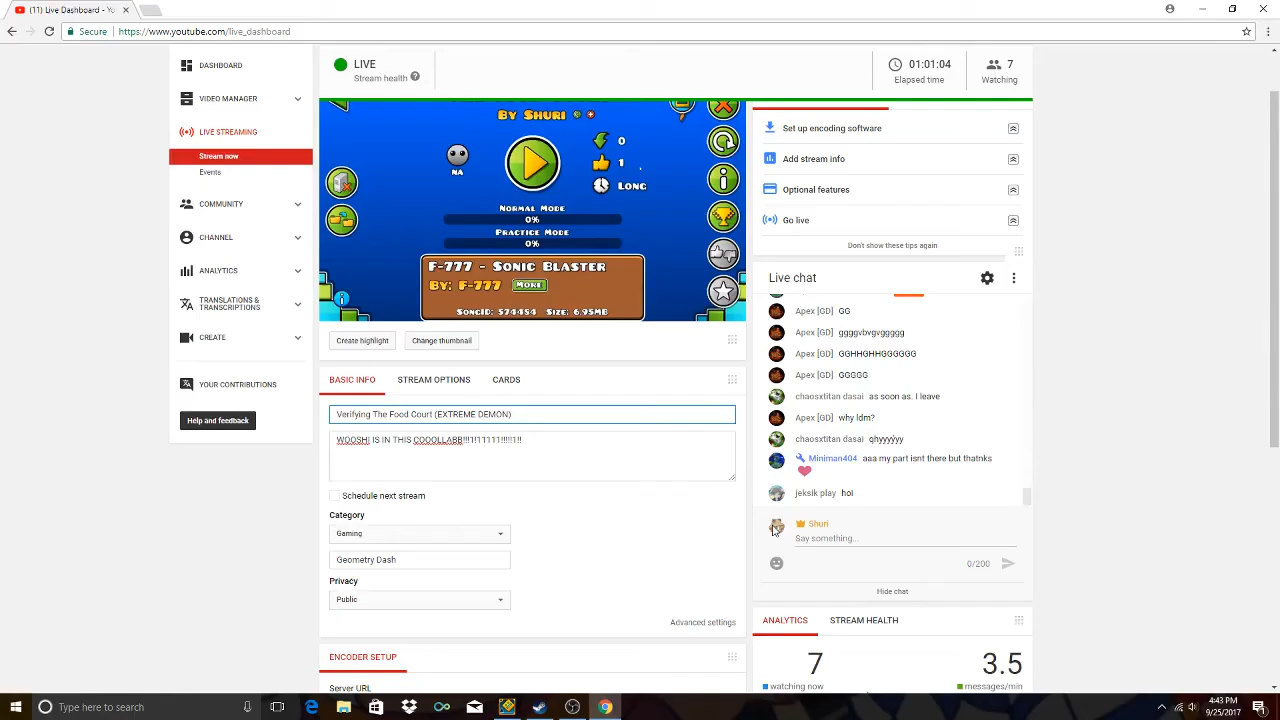 (11) Live Dashboard - Yo
Secure
https://www.youtube.com/live_dashboard
DASHBOARD
VIDEO MANAGER
LIVE STREAMING
Stream now
Events
COMMUNITY
CHANNEL
ANALYTICS
TRANSLATIONS &
TRANSCRIPTIONS
CREATE
YOUR CONTRIBUTIONS
Help and feedback
LIVE
Stream health
01:01:04
Elapsed time
7
Watching
By Shuri
NA
0
1
Long
Normal Mode
0%
Practice Mode
0%
F-777 - Sonic Blaster
By: F-777
More
SongID: 574484 Size: 6.95MB
Create highlight
Change thumbnail
BASIC INFO
STREAM OPTIONS
CARDS
Verifying The Food Court (EXTREME DEMON)
WOOSHI IS IN THIS COOOLLABB!!!1!11111!!!!!1!!
Schedule next stream
Category
Gaming
Geometry Dash
Privacy
Public
Advanced settings
ENCODER SETUP
Server URL
Set up encoding software
Add stream info
Optional features
Go live
Don't show these tips again
Live chat
Apex [GD] GG
Apex [GD] ggggvbvgvggggg
Apex [GD] GGHHGHHGGGGGG
Apex [GD] GGGGG
chaosxtitan dasai as soon as. I leave
Apex [GD] why ldm?
chaosxtitan dasai qhyyyýyy
Miniman404 aaa my part isnt there but thatnks
jeksik play hoi
Shuri
Say something...
0/200
Hide chat
ANALYTICS
STREAM HEALTH
7
watching now
3.5
messages/min
Type here to search
4:43 PM
9/25/2017